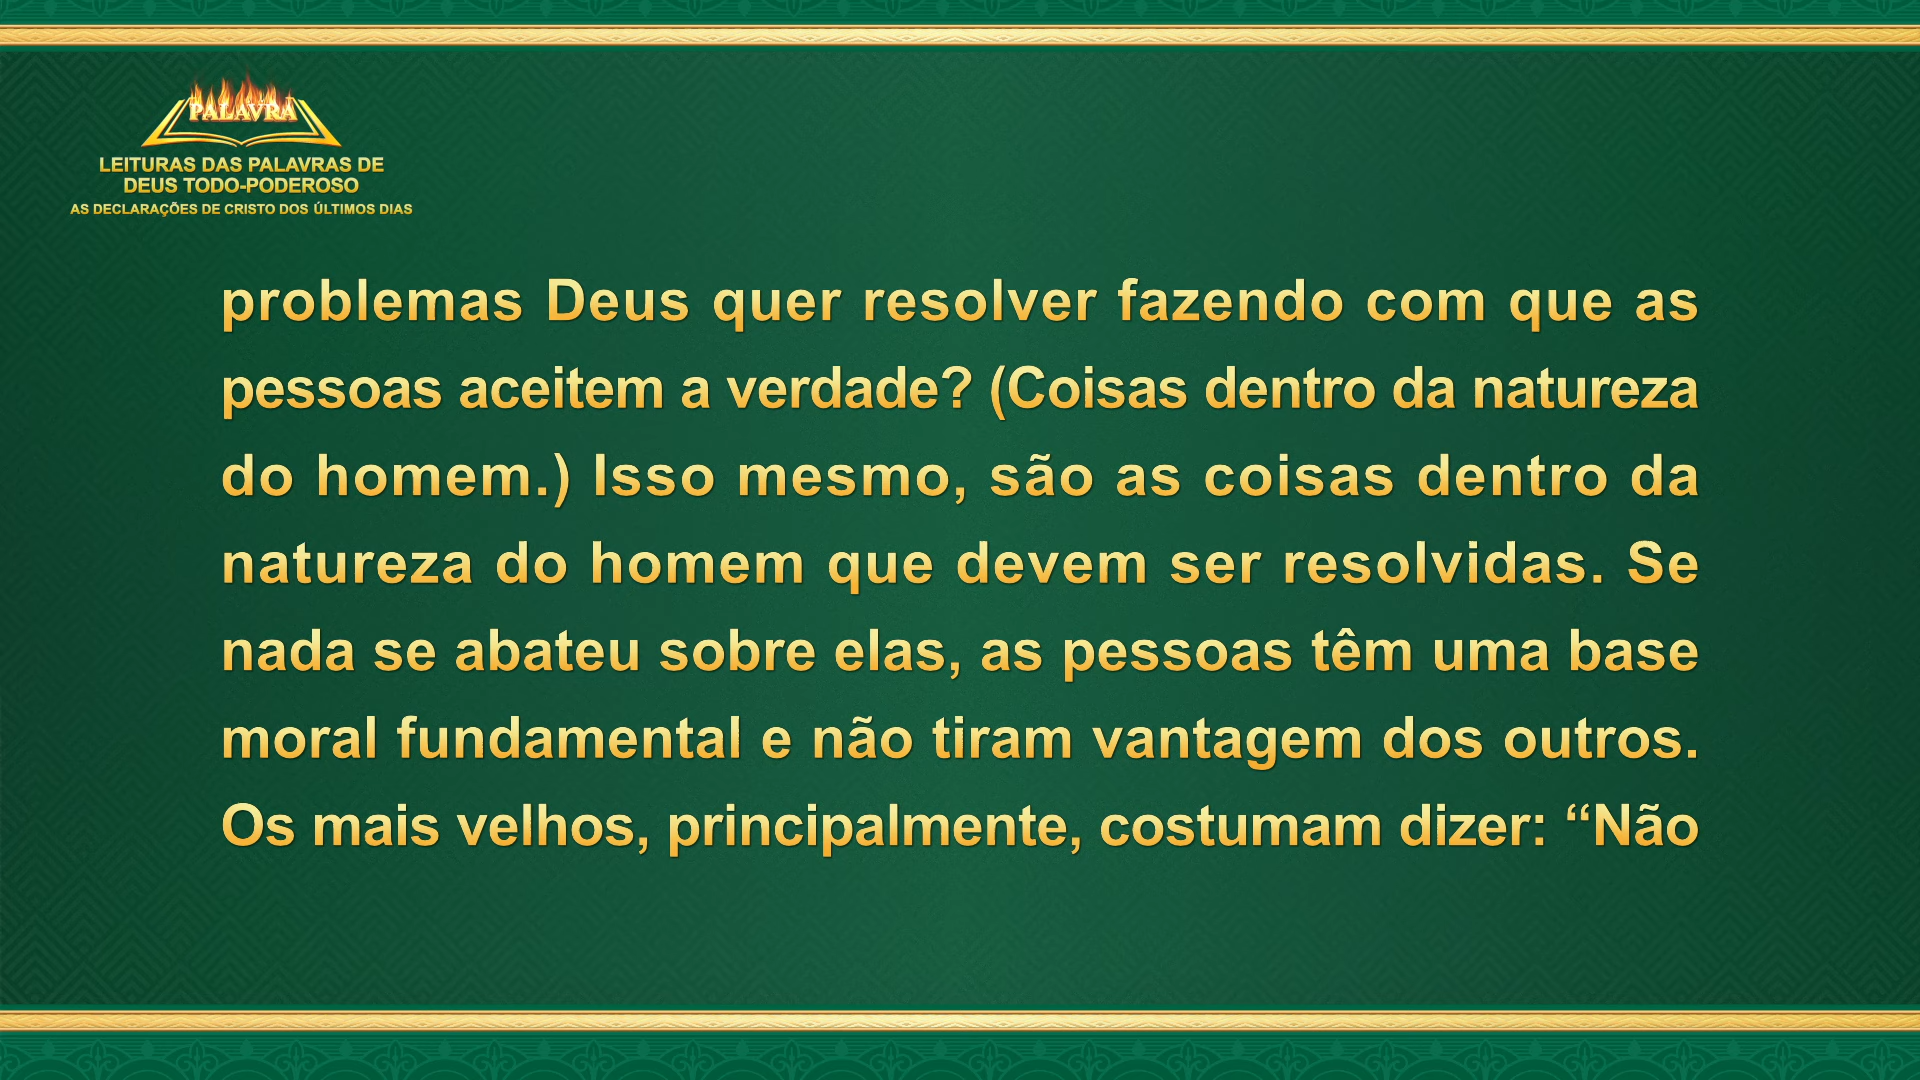 PALAVRA
LEITURAS DAS PALAVRAS DE
DEUS TODO-PODEROSO
AS DECLARAÇÕES DE CRISTO DOS ÚLTIMOS DIAS
problemas Deus quer resolver fazendo com que as
pessoas aceitem a verdade? (Coisas dentro da natureza
do homem.) Isso mesmo, são as coisas dentro da
natureza do homem que devem ser resolvidas. Se
nada se abateu sobre elas, as pessoas têm uma base
moral fundamental e não tiram vantagem dos outros.
Os mais velhos, principalmente, costumam dizer: “Não